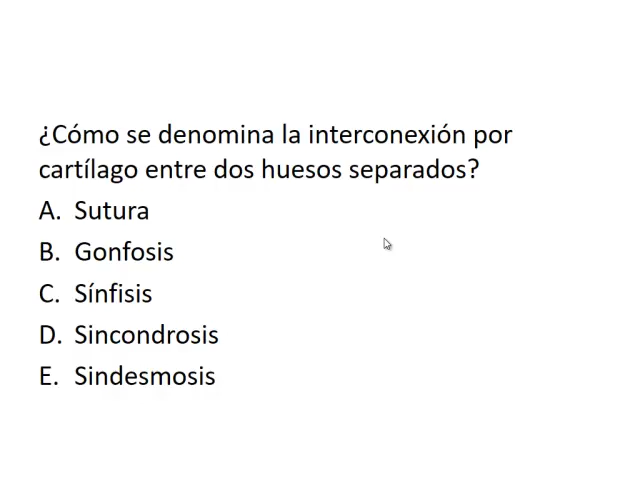 ¿Cómo se denomina la interconexión por
cartílago entre dos huesos separados?
A. Sutura
B. Gonfosis
C. Sínfisis
D. Sincondrosis
E. Sindesmosis